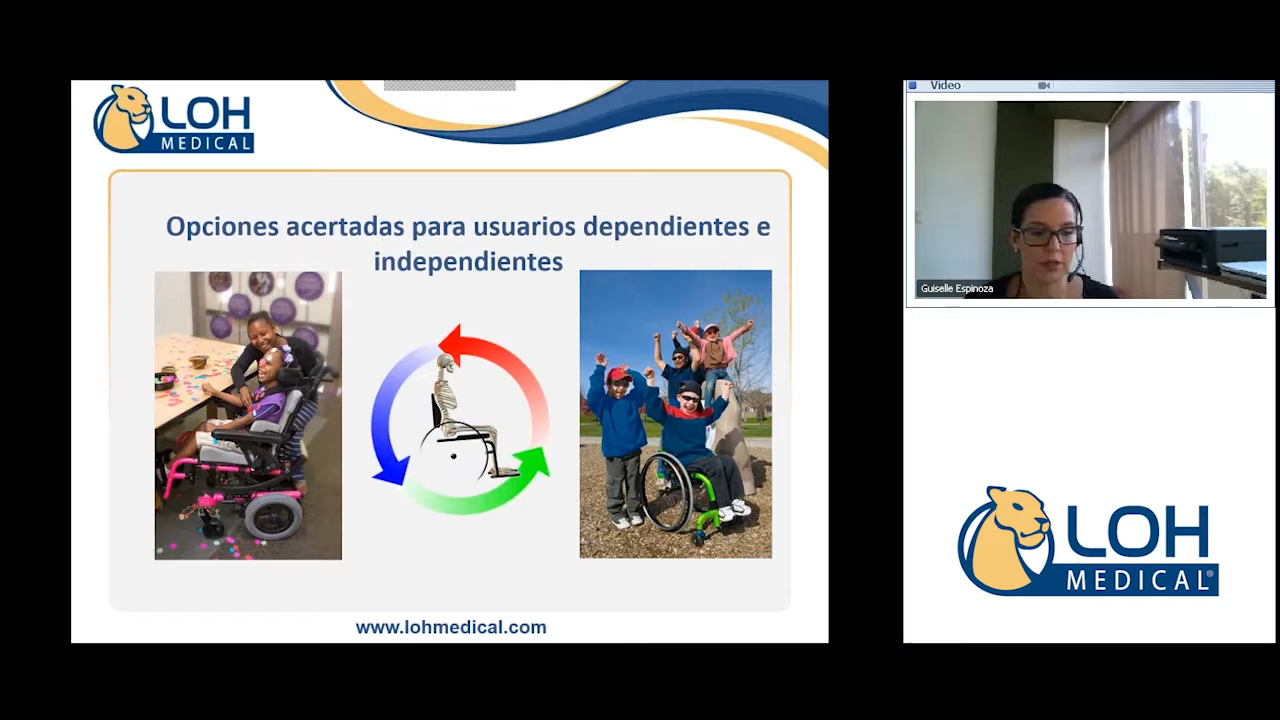 LOH
MEDICAL
Opciones acertadas para usuarios dependientes e
independientes
www.lohmedical.com
Video
Guiselle Espinoza
LOH
MEDICAL®